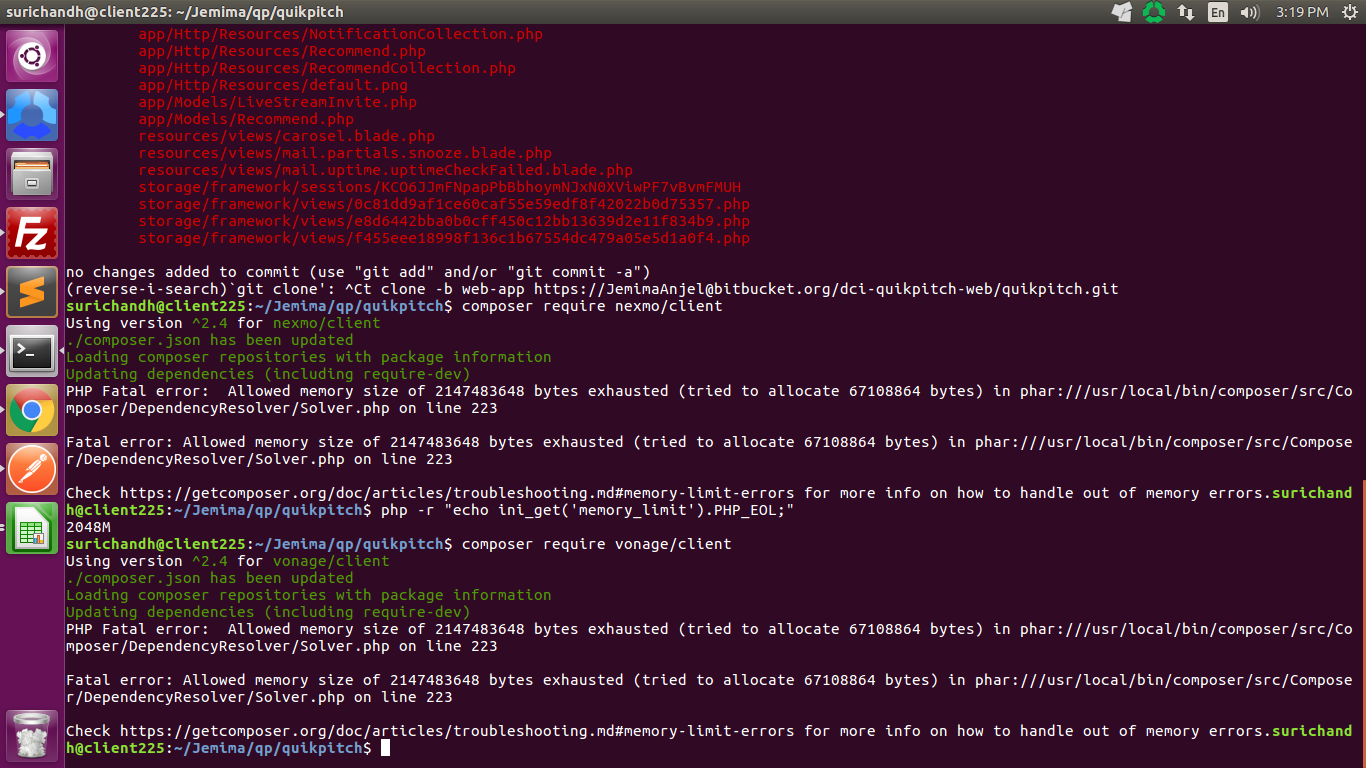 surichandh@client225: ~/Jemima/qp/quikpitch
En
3:19 PM
app/Http/Resources/NotificationCollection.php
app/Http/Resources/Recommend.php
app/Http/Resources/RecommendCollection.php
app/Http/Resources/default.png
app/Models/LiveStreamInvite.php
app/Models/Recommend.php
resources/views/carosel.blade.php
resources/views/mail.partials.snooze.blade.php
resources/views/mail.uptime.uptimeCheckFailed.blade.php
storage/framework/sessions/KCO6JJmFNpapPbBbhoymNJxN0XViwPF7vBvmFMUH
storage/framework/views/0c81dd9af1ce60caf55e59edf8f42022b0d75357.php
storage/framework/views/e8d6442bba0b0cff450c12bb13639d2e11f834b9.php
storage/framework/views/f455eee18998f136c1b67554dc479a05e5d1a0f4.php
no changes added to commit (use "git add" and/or "git commit -a")
(reverse-i-search)`git clone': ^Ct clone -b web-app https://JemimaAnjel@bitbucket.org/dci-quikpitch-web/quikpitch.git
surichandh@client225:~/Jemima/qp/quikpitch$ composer require nexmo/client
Using version ^2.4 for nexmo/client
./composer.json has been updated
Loading composer repositories with package information
Updating dependencies (including require-dev)
PHP Fatal error:  Allowed memory size of 2147483648 bytes exhausted (tried to allocate 67108864 bytes) in phar:///usr/local/bin/composer/src/Co
mposer/DependencyResolver/Solver.php on line 223
Fatal error: Allowed memory size of 2147483648 bytes exhausted (tried to allocate 67108864 bytes) in phar:///usr/local/bin/composer/src/Compose
r/DependencyResolver/Solver.php on line 223
Check https://getcomposer.org/doc/articles/troubleshooting.md#memory-limit-errors for more info on how to handle out of memory errors.surichand
h@client225:~/Jemima/qp/quikpitch$ php -r "echo ini_get('memory_limit').PHP_EOL;"
2048M
surichandh@client225:~/Jemima/qp/quikpitch$ composer require vonage/client
Using version ^2.4 for vonage/client
./composer.json has been updated
Loading composer repositories with package information
Updating dependencies (including require-dev)
PHP Fatal error:  Allowed memory size of 2147483648 bytes exhausted (tried to allocate 67108864 bytes) in phar:///usr/local/bin/composer/src/Co
mposer/DependencyResolver/Solver.php on line 223
Fatal error: Allowed memory size of 2147483648 bytes exhausted (tried to allocate 67108864 bytes) in phar:///usr/local/bin/composer/src/Compose
r/DependencyResolver/Solver.php on line 223
Check https://getcomposer.org/doc/articles/troubleshooting.md#memory-limit-errors for more info on how to handle out of memory errors.surichand
h@client225:~/Jemima/qp/quikpitch$